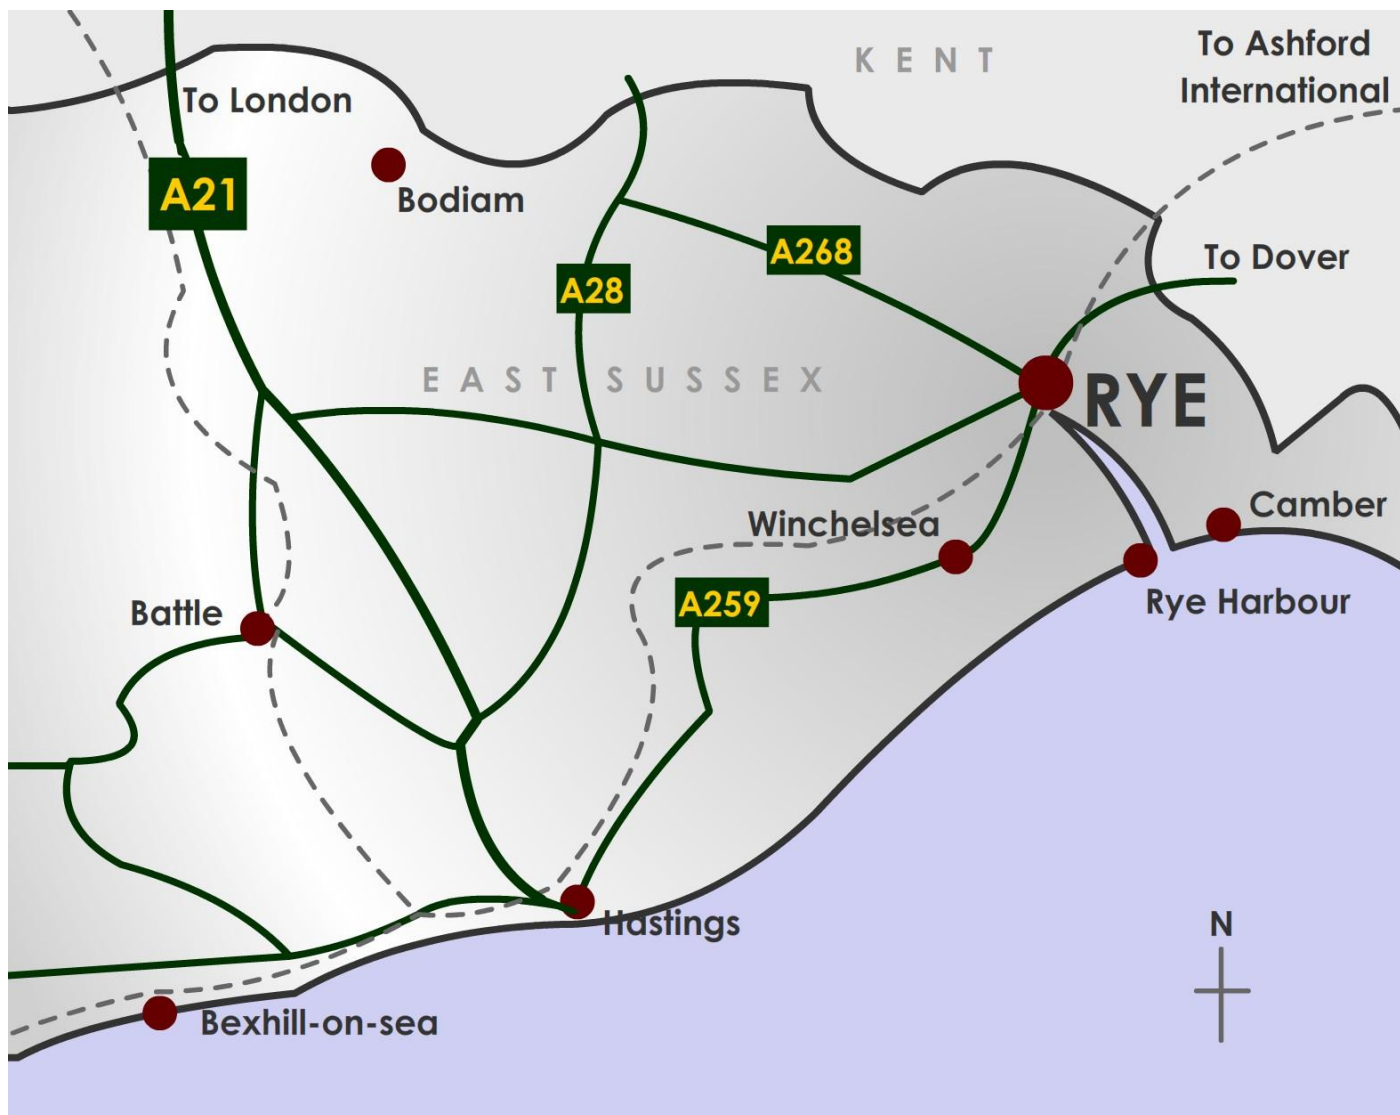 To Ashford
International
KENT
To London
A21
Bodiam
A268
To Dover
A28
EAST SUSSEX
RYE
Camber
Winchelsea
A259
Rye Harbour
Battle
Hastings
N
Bexhill-on-sea